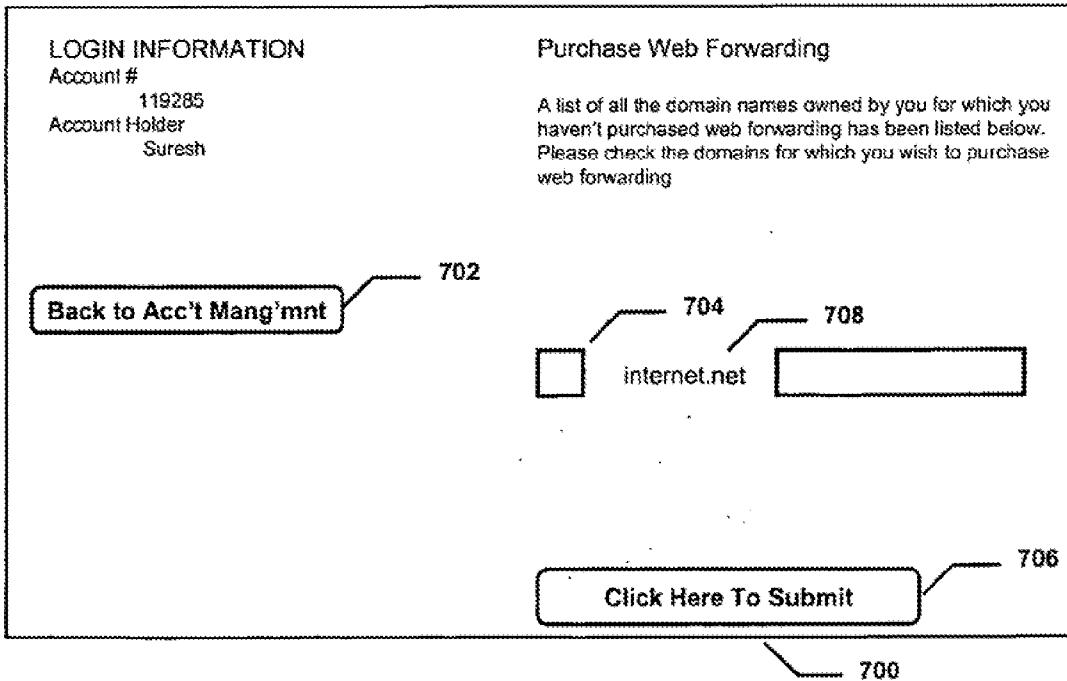 LOGIN INFORMATION
Account #
119285
Account Holder
Suresh
Purchase Web Forwarding
A list of all the domain names owned by you for which you
haven't purchased web forwarding has been listed below.
Please check the domains for which you wish to purchase
web forwarding
702
Back to Acc't Mang'mnt
704
708
internet.net
706
Click Here To Submit
700